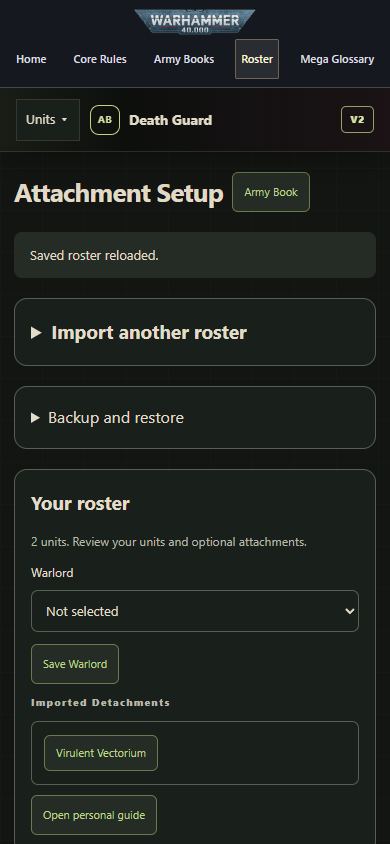 WARHAMMER
40,000
Home Core Rules Army Books Roster Mega Glossary
Units AB Death Guard V2
Attachment Setup Army Book
Saved roster reloaded.
Import another roster
Backup and restore
Your roster
2 units. Review your units and optional attachments.
Warlord
Not selected
Save Warlord
Imported Detachments
Virulent Vectorium
Open personal guide